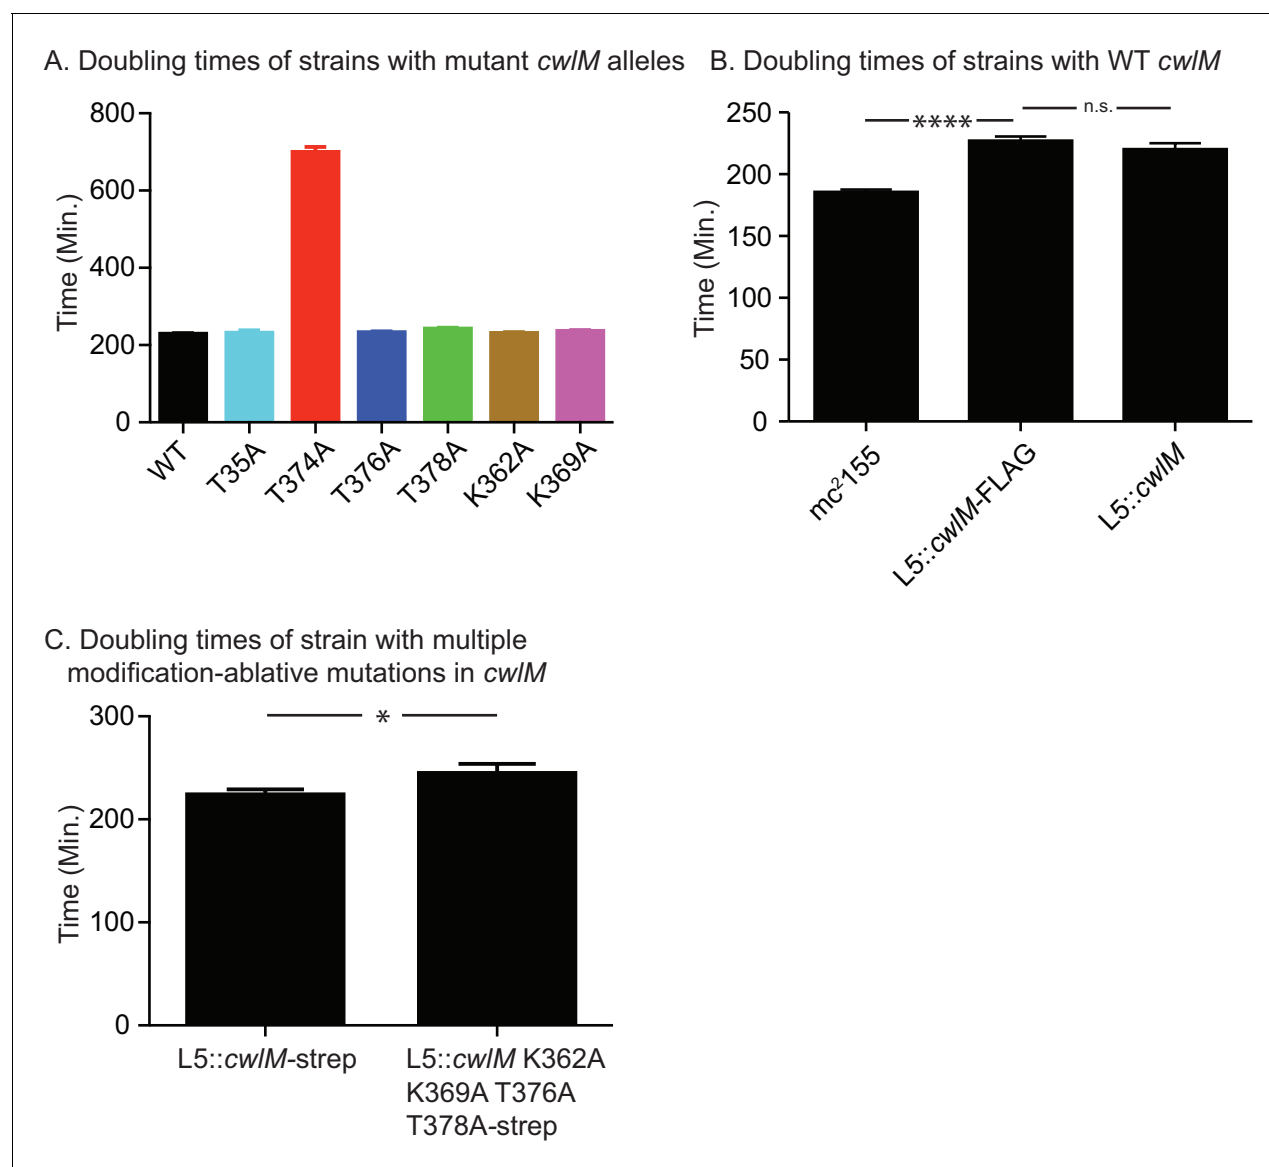 A. Doubling times of strains with mutant cwlM alleles
800
600
400
200
0
Time (Min.)
WT
T35A
T374A
T376A
T378A
K362A
K369A
B. Doubling times of strains with WT cwlM
250
200
150
100
50
0
Time (Min.)
****
n.s.
mc²155
L5::cwlM-FLAG
L5::cwlM
C. Doubling times of strain with multiple
modification-ablative mutations in cwlM
300
200
100
0
Time (Min.)
*
L5::cwlM-strep
L5::cwlM K362A
K369A T376A
T378A-strep